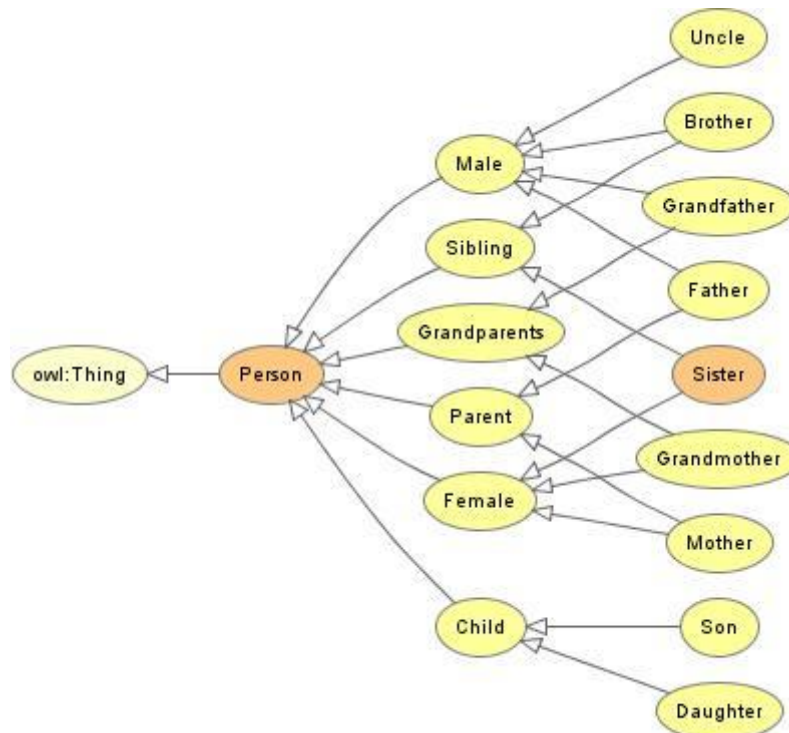 Uncle
Brother
Male
Grandfather
Sibling
Father
Grandparents
owl:Thing
Person
Sister
Parent
Grandmother
Female
Mother
Child
Son
Daughter